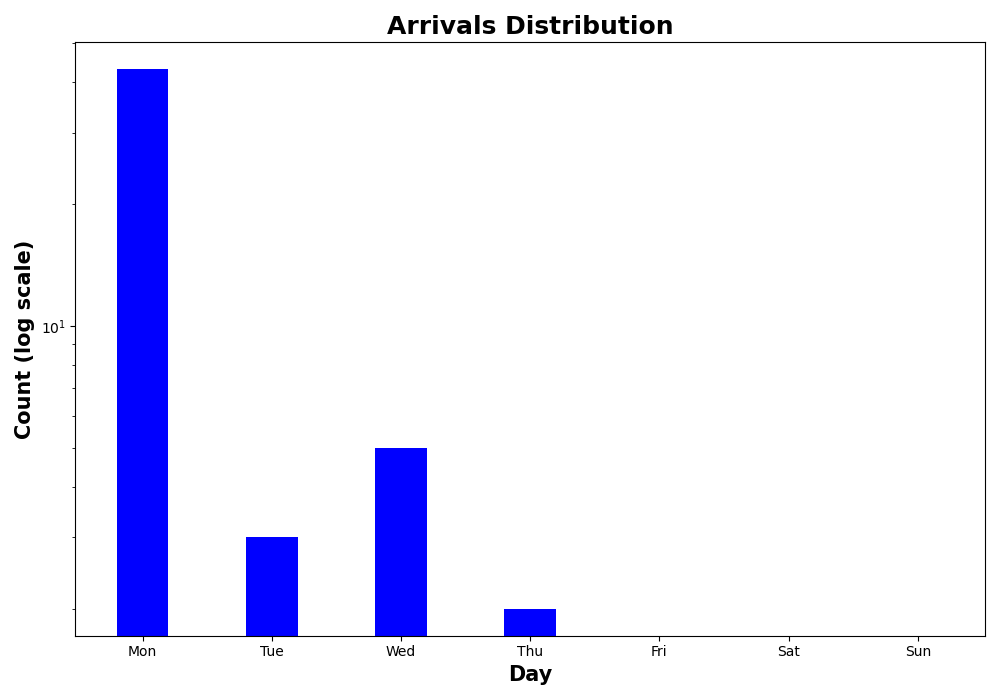 Arrivals Distribution
Count (log scale)
10¹
Mon Tue Wed Thu Fri Sat Sun
Day